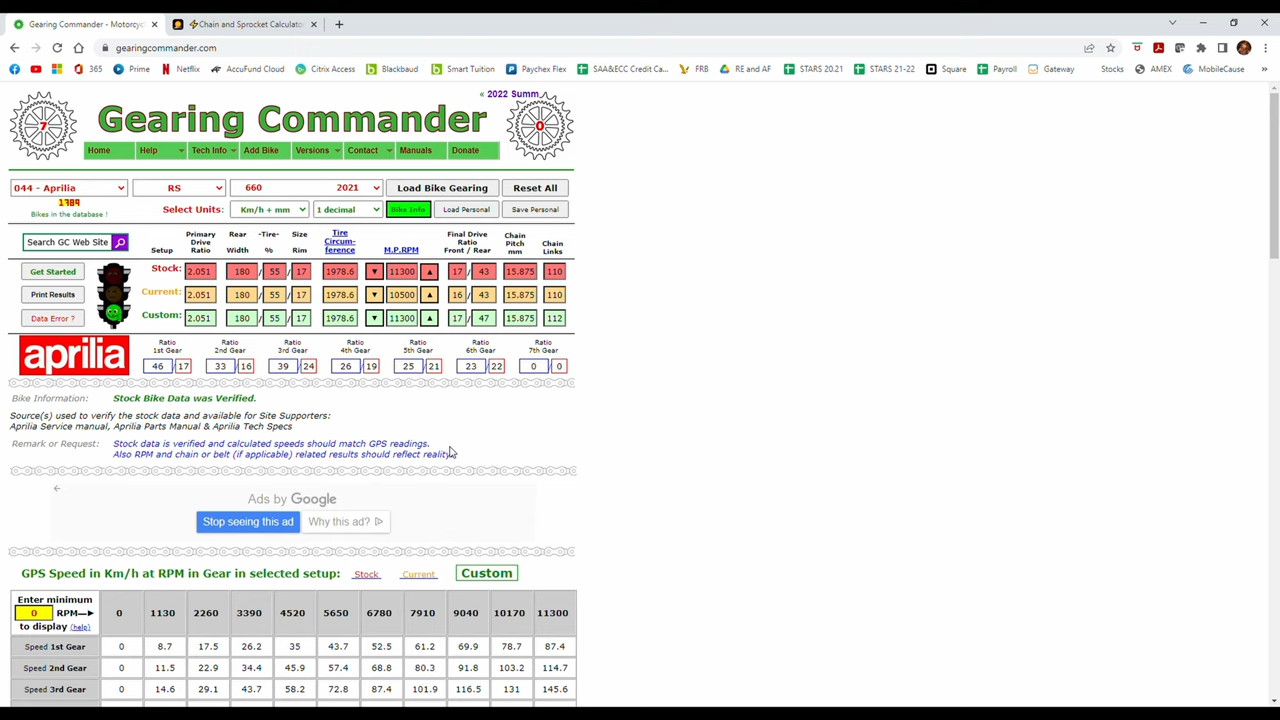 Gearing Commander - Motorcyc
Chain and Sprocket Calculator
gearingcommander.com
365
Prime
Netflix
AccuFund Cloud
Citrix Access
Blackbaud
Smart Tuition
Paychex Flex
SAA&ECC Credit Ca...
FRB
RE and AF
STARS 20.21
STARS 21-22
Square
Payroll
Gateway
Stocks
AMEX
MobileCause
« 2022 Summ
7 Gearing Commander 0
Home Help Tech Info Add Bike Versions Contact Manuals Donate
044 - Aprilia RS 660 2021 Load Bike Gearing Reset All
1789
Bikes in the database !
Select Units: Km/h + mm 1 decimal Bike Info Load Personal Save Personal
Search GC Web Site
Setup
Primary Drive Ratio
Rear Width
-Tire- %
Size Rim
Tire Circum-ference
M.P.RPM
Final Drive Ratio Front / Rear
Chain Pitch mm
Chain Links
Get Started Stock: 2.051 180 / 55 / 17 1978.6 ▼ 11300 ▲ 17 / 43 15.875 110
Print Results Current: 2.051 180 / 55 / 17 1978.6 ▼ 10500 ▲ 16 / 43 15.875 110
Data Error ? Custom: 2.051 180 / 55 / 17 1978.6 ▼ 11300 ▲ 17 / 47 15.875 112
aprilia
Ratio 1st Gear
Ratio 2nd Gear
Ratio 3rd Gear
Ratio 4th Gear
Ratio 5th Gear
Ratio 6th Gear
Ratio 7th Gear
46 / 17 33 / 16 39 / 24 26 / 19 25 / 21 23 / 22 0 / 0
Bike Information: Stock Bike Data was Verified.
Source(s) used to verify the stock data and available for Site Supporters:
Aprilia Service manual, Aprilia Parts Manual & Aprilia Tech Specs
Remark or Request: Stock data is verified and calculated speeds should match GPS readings.
Also RPM and chain or belt (if applicable) related results should reflect reality.
Ads by Google
Stop seeing this ad Why this ad?
GPS Speed in Km/h at RPM in Gear in selected setup: Stock Current Custom
Enter minimum
0 RPM—► 0 1130 2260 3390 4520 5650 6780 7910 9040 10170 11300
to display (help)
Speed 1st Gear 0 8.7 17.5 26.2 35 43.7 52.5 61.2 69.9 78.7 87.4
Speed 2nd Gear 0 11.5 22.9 34.4 45.9 57.4 68.8 80.3 91.8 103.2 114.7
Speed 3rd Gear 0 14.6 29.1 43.7 58.2 72.8 87.4 101.9 116.5 131 145.6